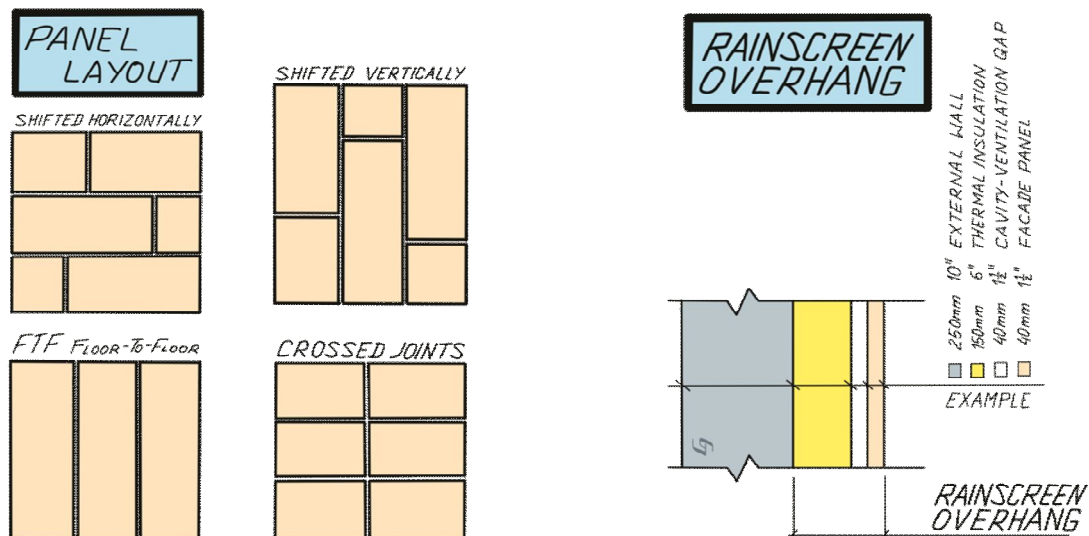 PANEL
LAYOUT
SHIFTED HORIZONTALLY
SHIFTED VERTICALLY
FTF FLOOR-TO-FLOOR
CROSSED JOINTS
RAINSCREEN
OVERHANG
250mm 10" EXTERNAL WALL
150mm 6" THERMAL INSULATION
40mm 1½" CAVITY-VENTILATION GAP
40mm 1½" FACADE PANEL
EXAMPLE
RAINSCREEN
OVERHANG